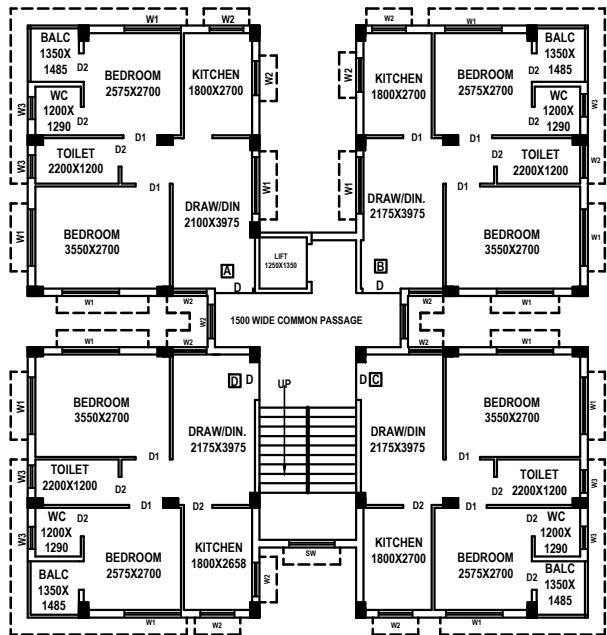 W1
W2
W2
W1
BALC
1350X
1485
D2
BEDROOM
2575X2700
KITCHEN
1800X2700
W2
W2
KITCHEN
1800X2700
BEDROOM
2575X2700
BALC
1350X
1485
D2
W3
WC
1200X
1290
D2
D1
D1
D2
WC
1200X
1290
W3
TOILET
2200X1200
D2
D1
D1
D2
TOILET
2200X1200
W2
W1
W1
DRAW/DIN
2100X3975
DRAW/DIN.
2175X3975
W1
BEDROOM
3550X2700
BEDROOM
3550X2700
W1
LIFT
1250X1350
A
D
B
D
W1
W2
W2
W1
W2
1500 WIDE COMMON PASSAGE
W2
W1
W2
W2
W1
D
D
UP
D
C
W1
BEDROOM
3550X2700
DRAW/DIN.
2175X3975
DRAW/DIN
2175X3975
BEDROOM
3550X2700
W1
D1
D1
W3
TOILET
2200X1200
D2
D2
TOILET
2200X1200
W3
D1
D2
D2
D1
W3
WC
1200X
1290
D2
D2
WC
1200X
1290
W3
BEDROOM
2575X2700
KITCHEN
1800X2658
W2
SW
KITCHEN
1800X2700
BEDROOM
2575X2700
BALC
1350X
1485
D2
D2
BALC
1350X
1485
W1
W2
W2
W1